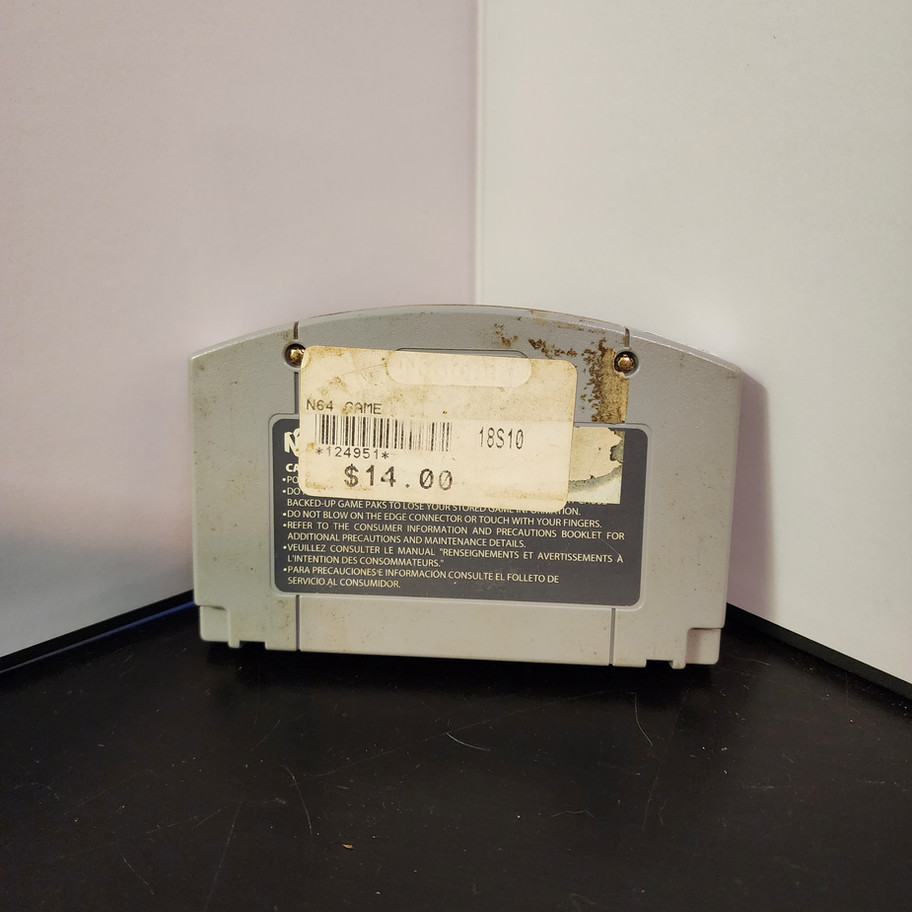 N64 GAME
18S10
*124951*
$14.00
N
CA
•PO
•DO
BACKED-UP GAME PAKS TO LOSE YOUR STORED GAME INFORMATION.
•DO NOT BLOW ON THE EDGE CONNECTOR OR TOUCH WITH YOUR FINGERS.
•REFER TO THE CONSUMER INFORMATION AND PRECAUTIONS BOOKLET FOR
ADDITIONAL PRECAUTIONS AND MAINTENANCE DETAILS.
•VEUILLEZ CONSULTER LE MANUAL "RENSEIGNEMENTS ET AVERTISSEMENTS À
L'INTENTION DES CONSOMMATEURS."
•PARA PRECAUCIONES E INFORMACIÓN CONSULTE EL FOLLETO DE
SERVICIO AL CONSUMIDOR.